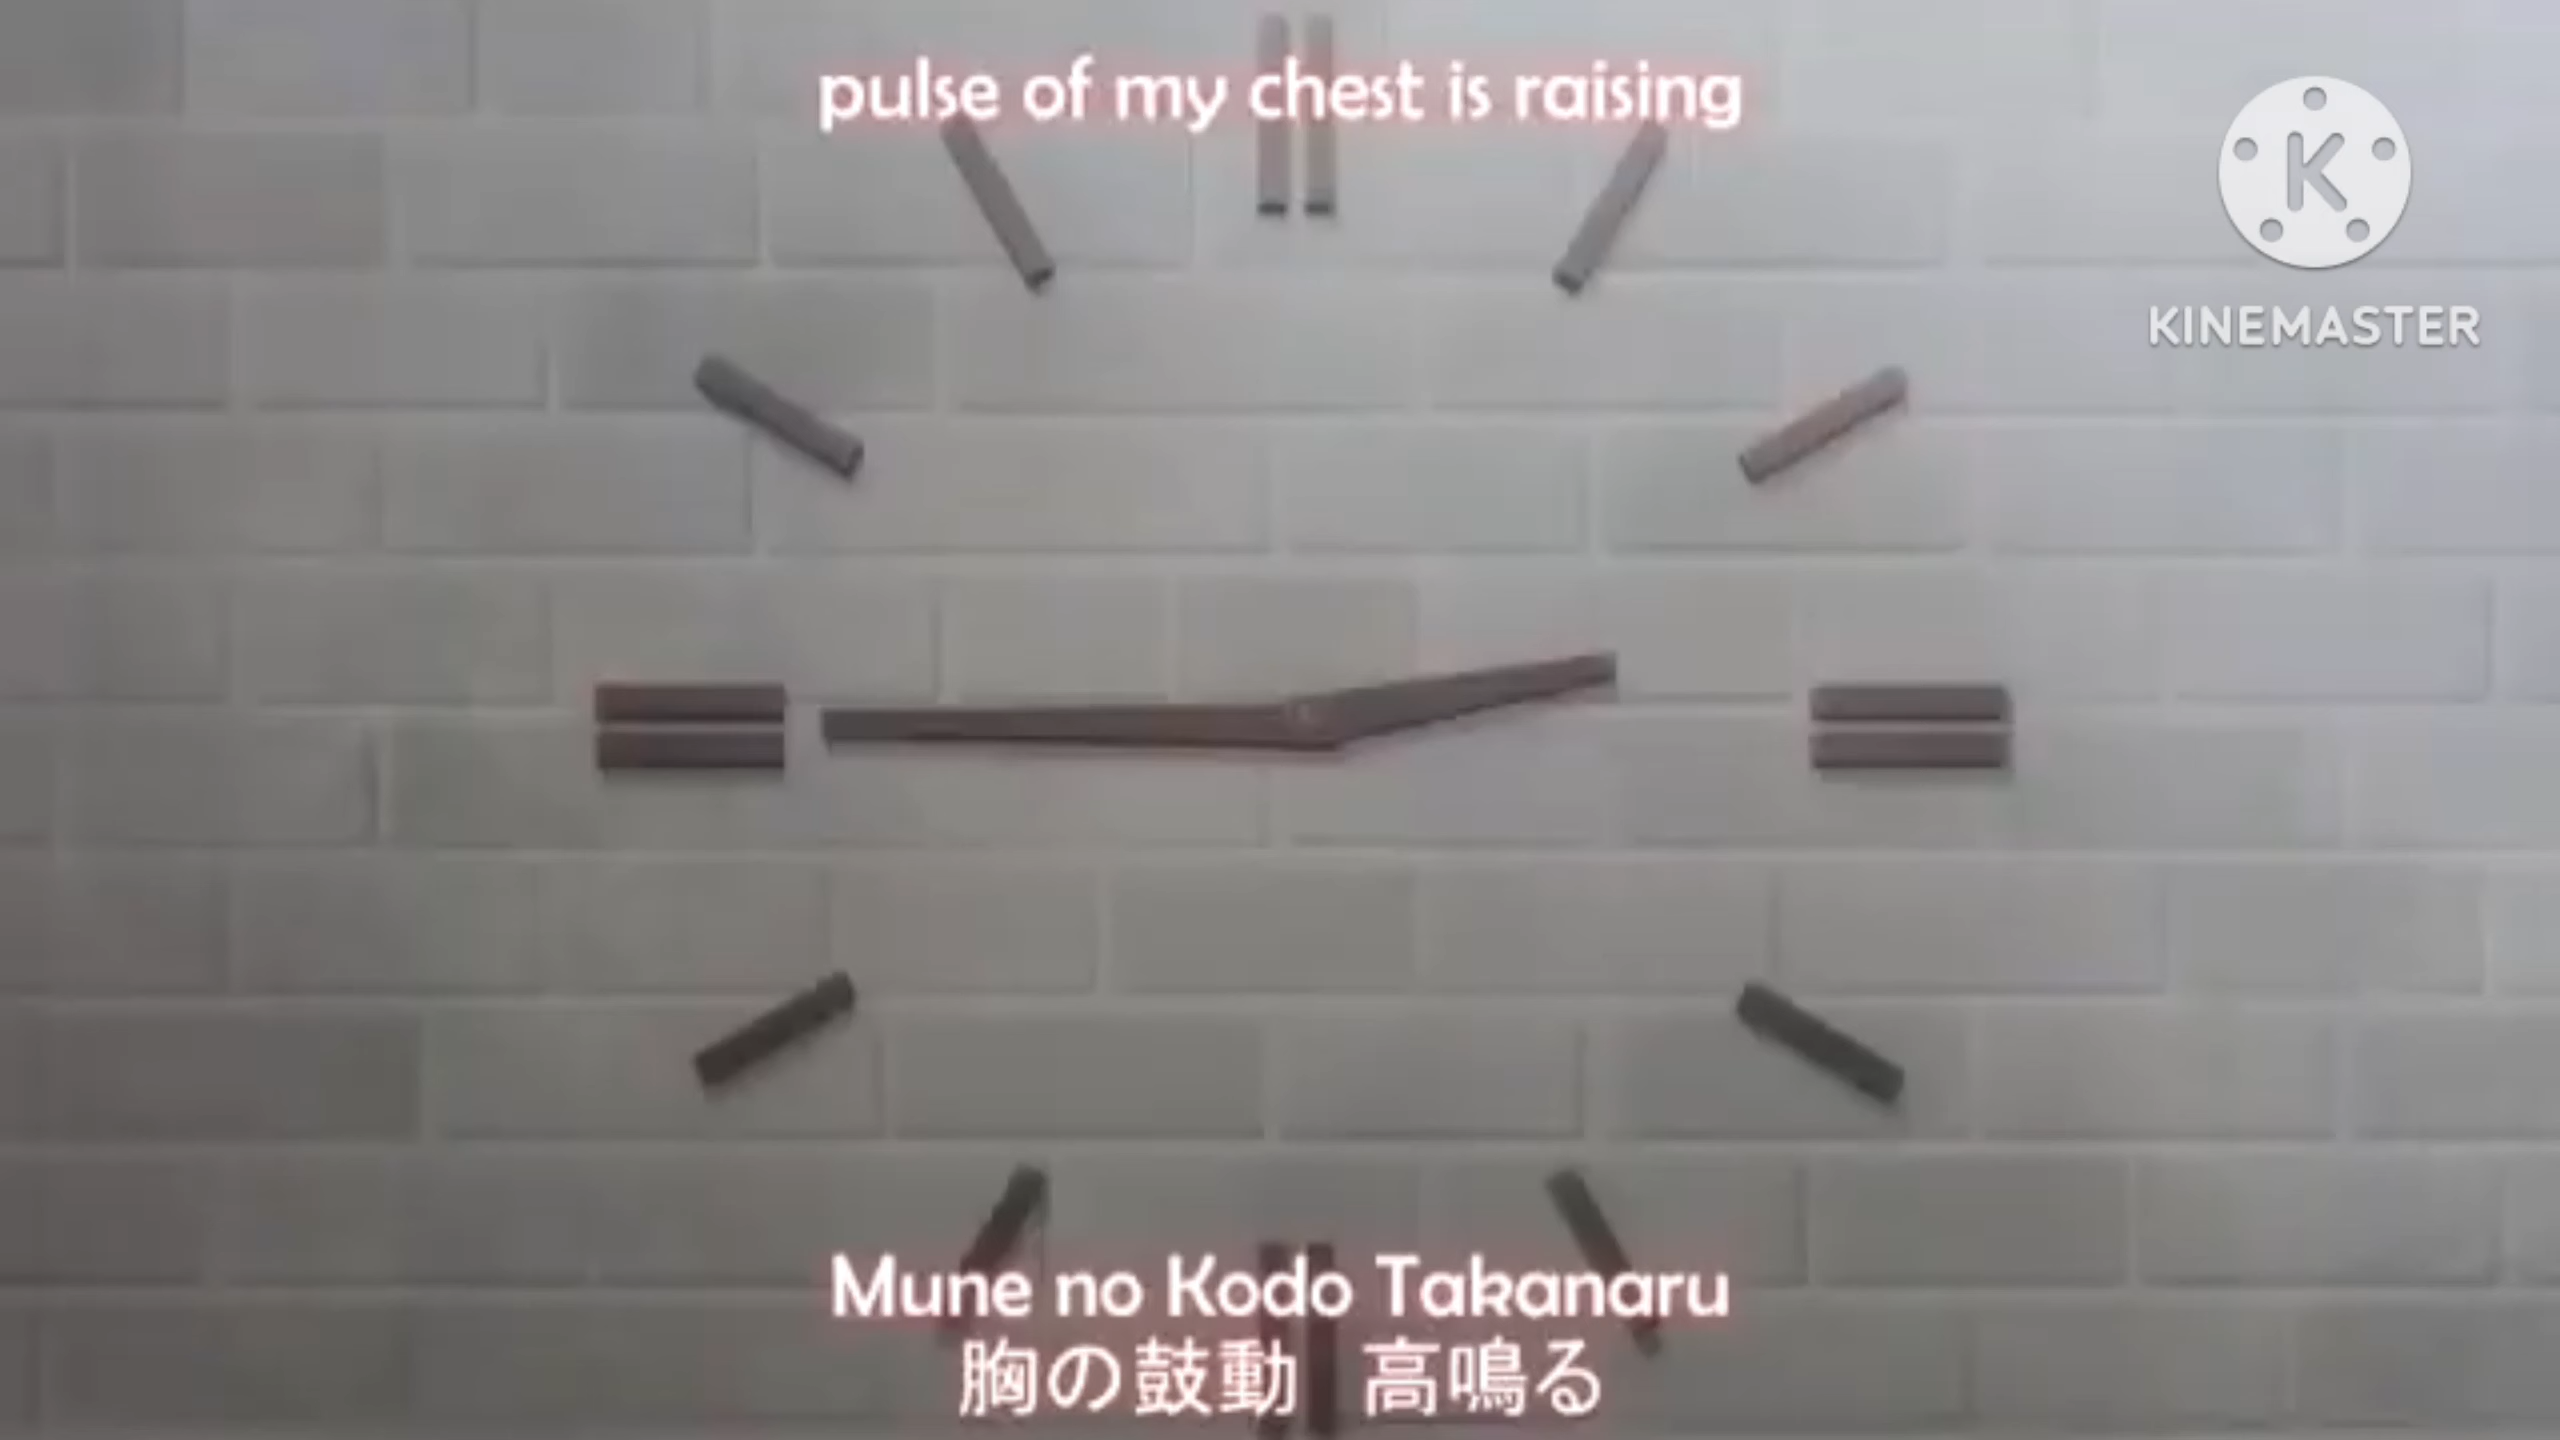 pulse of my chest is raising
K
KINEMASTER
Mune no Kodo Takanaru
胸の鼓動 高鳴る